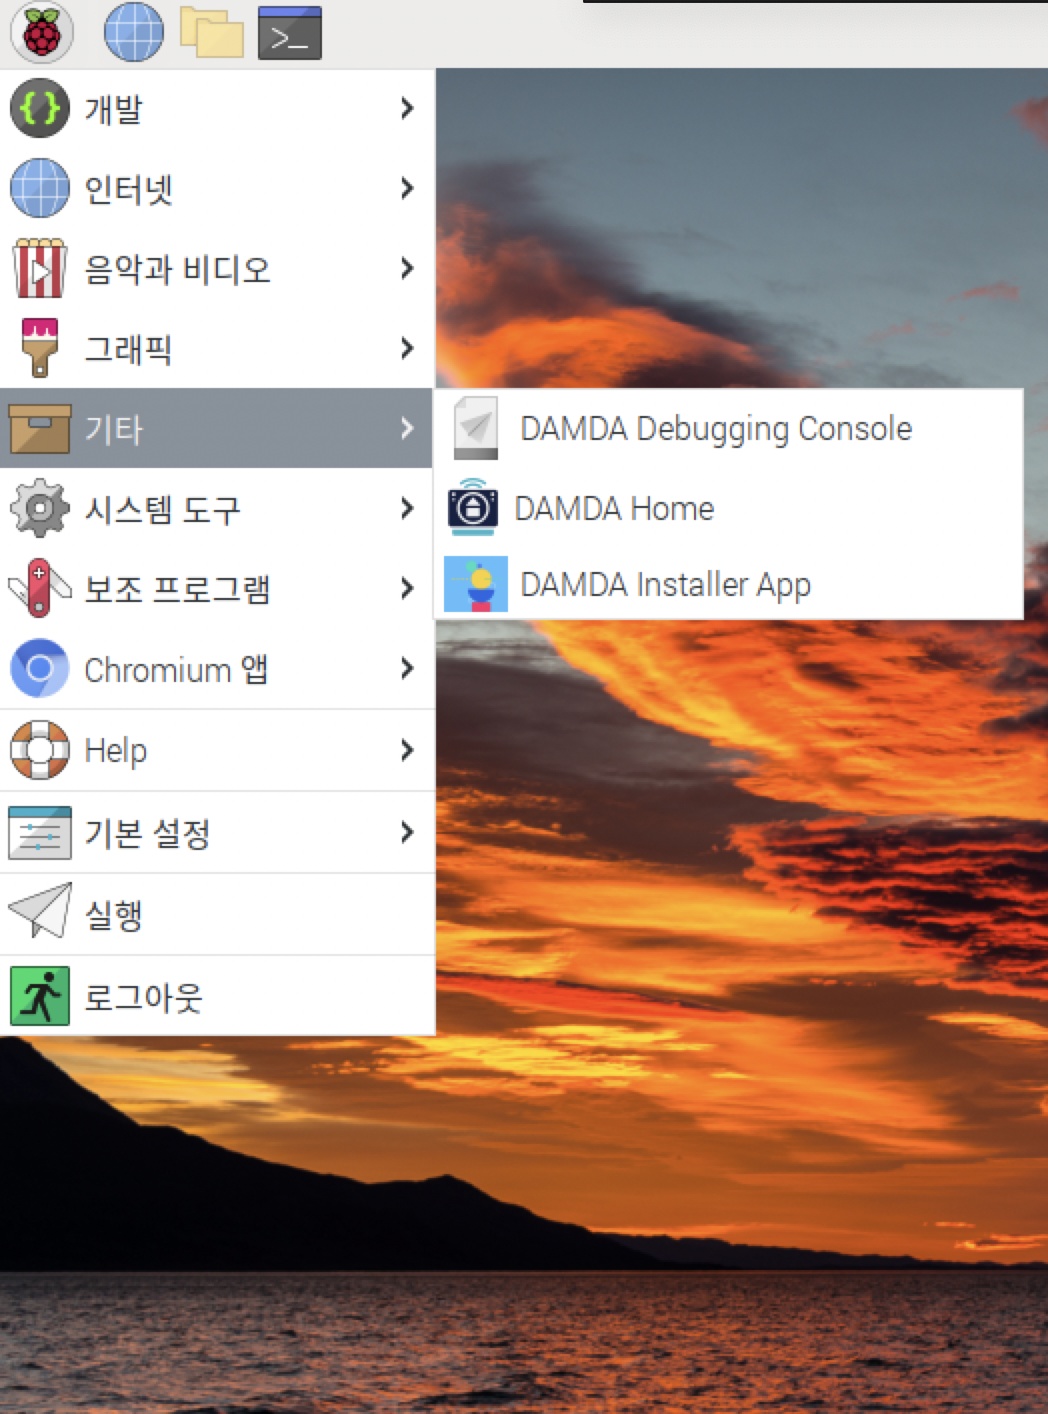 개발
인터넷
음악과 비디오
그래픽
기타
DAMDA Debugging Console
DAMDA Home
DAMDA Installer App
시스템 도구
보조 프로그램
Chromium 앱
Help
기본 설정
실행
로그아웃